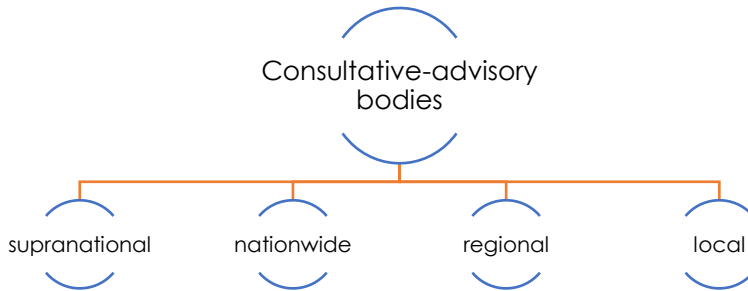 Consultative-advisory
bodies
supranational
nationwide
regional
local